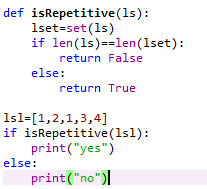 def isRepetitive(ls):
    lset=set(ls)
    if len(ls)==len(lset):
        return False
    else:
        return True

lsl=[1,2,1,3,4]
if isRepetitive(lsl):
    print("yes")
else:
    print("no")